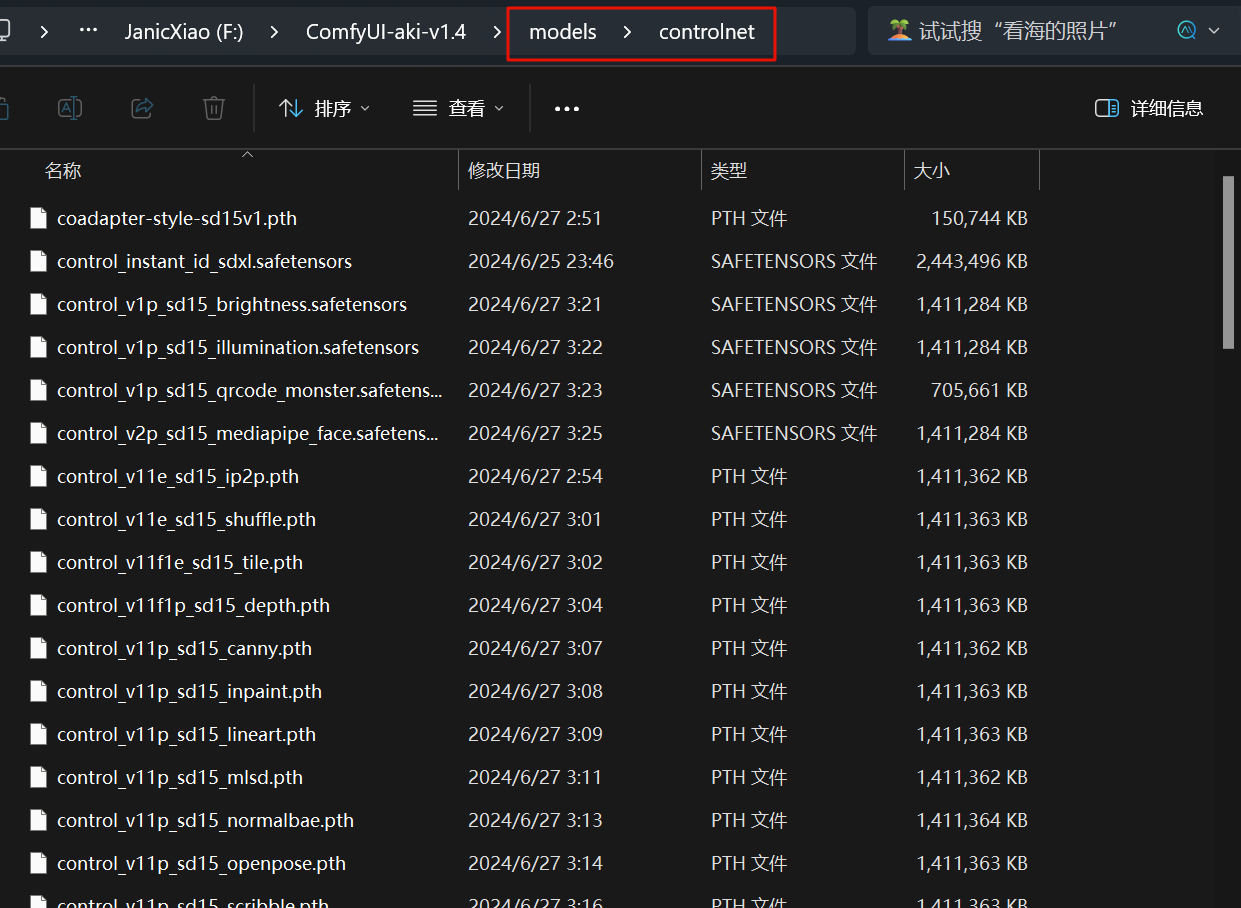 JanicXiao (F:) ComfyUI-aki-v1.4 models controlnet 试试搜“看海的照片”
排序 查看 详细信息
名称 修改日期 类型 大小
coadapter-style-sd15v1.pth 2024/6/27 2:51 PTH 文件 150,744 KB
control_instant_id_sdxl.safetensors 2024/6/25 23:46 SAFETENSORS 文件 2,443,496 KB
control_v1p_sd15_brightness.safetensors 2024/6/27 3:21 SAFETENSORS 文件 1,411,284 KB
control_v1p_sd15_illumination.safetensors 2024/6/27 3:22 SAFETENSORS 文件 1,411,284 KB
control_v1p_sd15_qrcode_monster.safetens... 2024/6/27 3:23 SAFETENSORS 文件 705,661 KB
control_v2p_sd15_mediapipe_face.safetens... 2024/6/27 3:25 SAFETENSORS 文件 1,411,284 KB
control_v11e_sd15_ip2p.pth 2024/6/27 2:54 PTH 文件 1,411,362 KB
control_v11e_sd15_shuffle.pth 2024/6/27 3:01 PTH 文件 1,411,363 KB
control_v11f1e_sd15_tile.pth 2024/6/27 3:02 PTH 文件 1,411,363 KB
control_v11f1p_sd15_depth.pth 2024/6/27 3:04 PTH 文件 1,411,363 KB
control_v11p_sd15_canny.pth 2024/6/27 3:07 PTH 文件 1,411,362 KB
control_v11p_sd15_inpaint.pth 2024/6/27 3:08 PTH 文件 1,411,363 KB
control_v11p_sd15_lineart.pth 2024/6/27 3:09 PTH 文件 1,411,363 KB
control_v11p_sd15_mlsd.pth 2024/6/27 3:11 PTH 文件 1,411,362 KB
control_v11p_sd15_normalbae.pth 2024/6/27 3:13 PTH 文件 1,411,364 KB
control_v11p_sd15_openpose.pth 2024/6/27 3:14 PTH 文件 1,411,363 KB
control_v11p_sd15_scribble.pth 2024/6/27 3:16 PTH 文件 1,411,363 KB